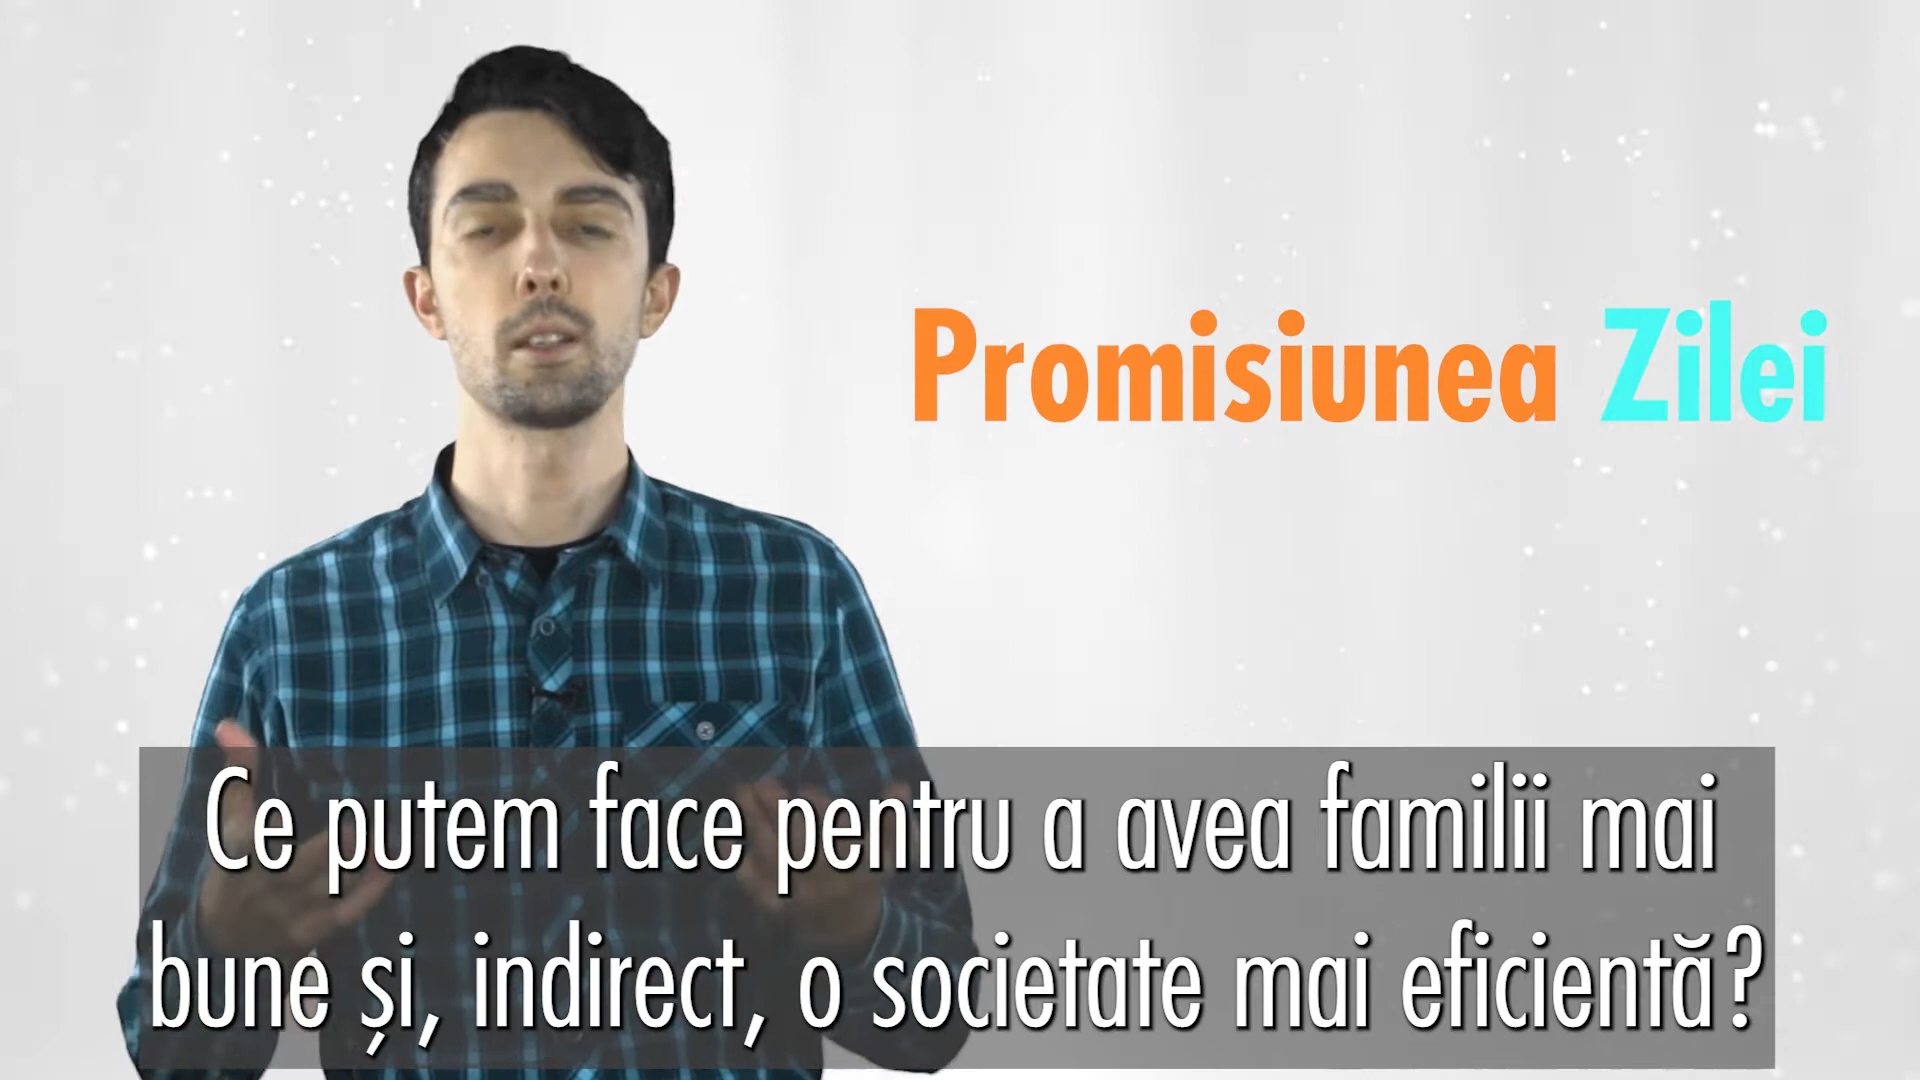 Promisiunea Zilei
Ce putem face pentru a avea familii mai
bune și, indirect, o societate mai eficientă?